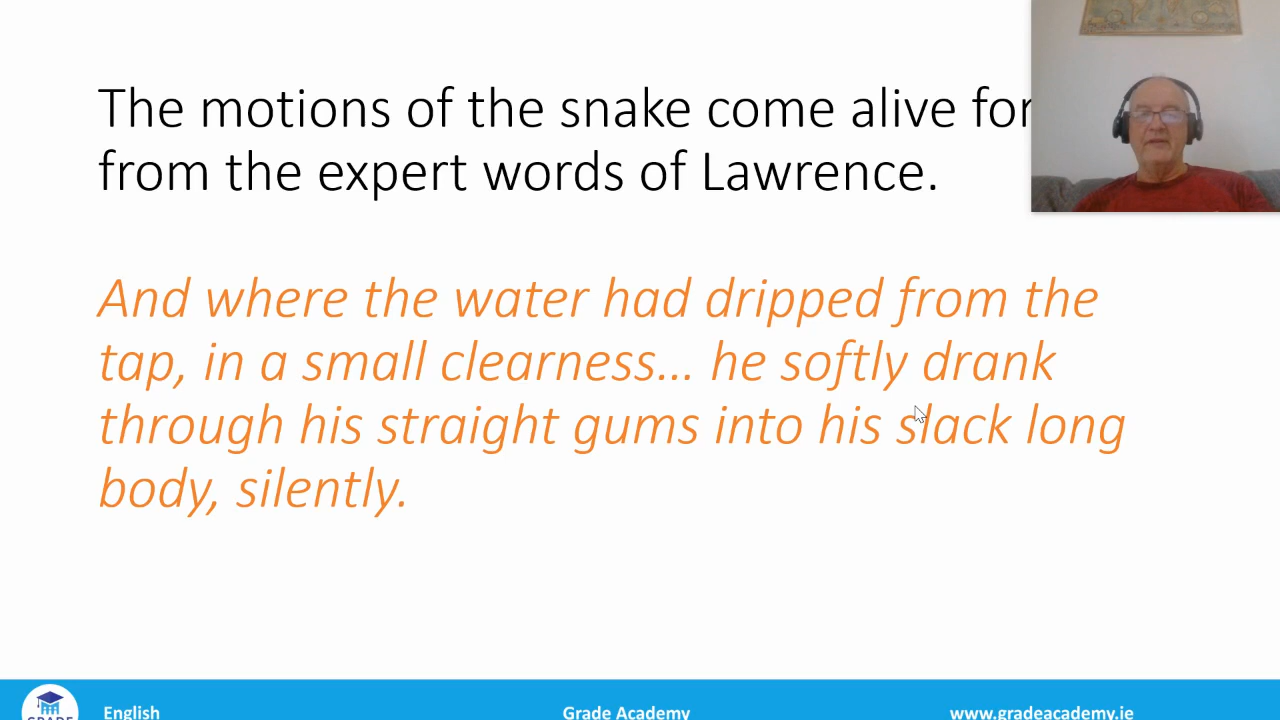 The motions of the snake come alive for
from the expert words of Lawrence.
And where the water had dripped from the
tap, in a small clearness... he softly drank
through his straight gums into his slack long
body, silently.
GRADE
English
Grade Academy
www.gradeacademy.ie